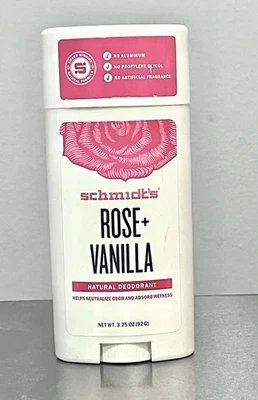 NO ALUMINUM
NO PROPYLENE GLYCOL
NO ARTIFICIAL FRAGRANCE
schmidt's
ROSE+
VANILLA
NATURAL DEODORANT
HELPS NEUTRALIZE ODOR AND ABSORB WETNESS
NET WT. 3.25 OZ (92G)